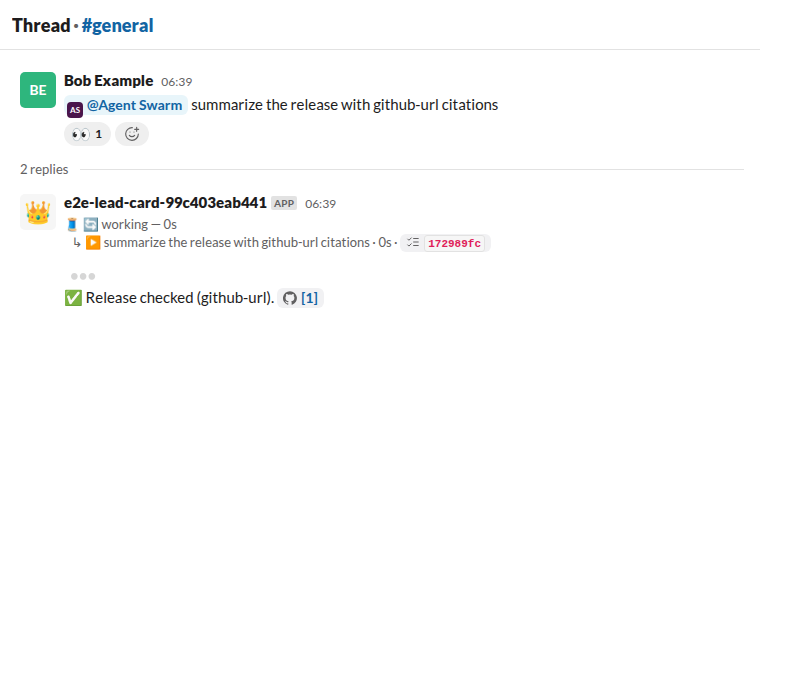 Thread · #general
BE
Bob Example 06:39
AS @Agent Swarm summarize the release with github-url citations
👀 1
2 replies
e2e-lead-card-99c403eab441 APP 06:39
🧵 🔄 working — 0s
↳ ▶️ summarize the release with github-url citations · 0s · 172989fc
✅ Release checked (github-url). [1]